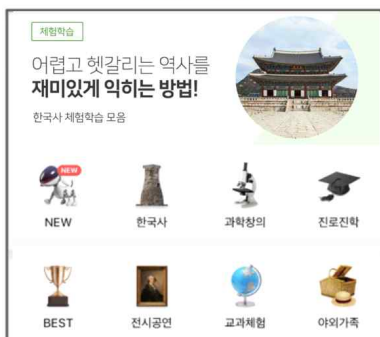 체험학습
어렵고 헷갈리는 역사를
재미있게 익히는 방법!
한국사 체험학습 모음
NEW
NEW
한국사
과학창의
진로진학
BEST
전시공연
교과체험
야외가족